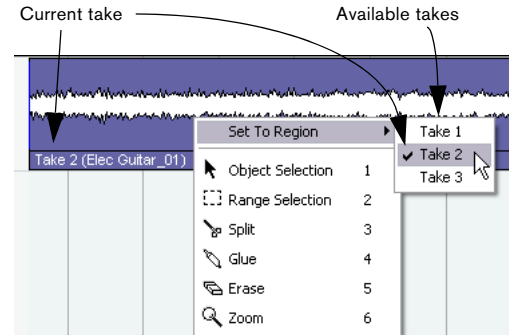 Current take
Available takes
Set To Region
Take 1
Take 2
Take 3
Take 2 (Elec Guitar_01)
Object Selection 1
Range Selection 2
Split 3
Glue 4
Erase 5
Zoom 6